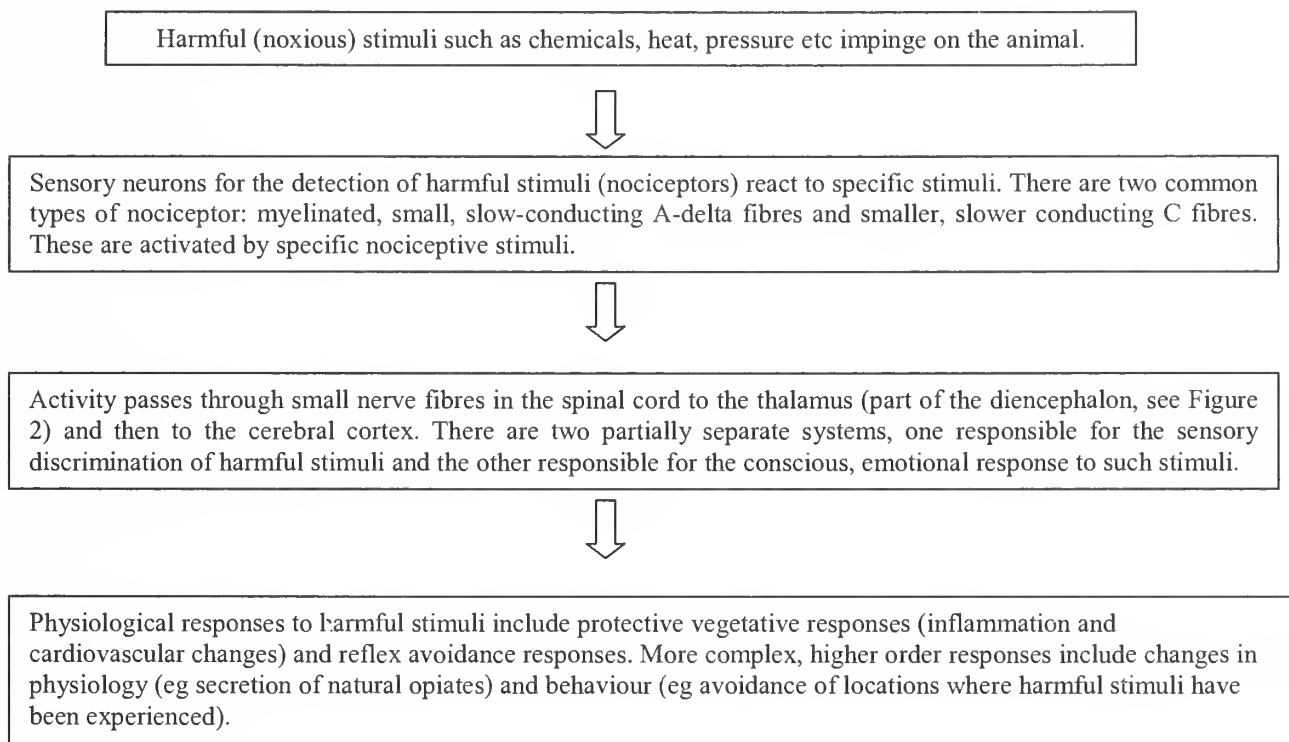 Harmful (noxious) stimuli such as chemicals, heat, pressure etc impinge on the animal.
Sensory neurons for the detection of harmful stimuli (nociceptors) react to specific stimuli. There are two common
types of nociceptor: myelinated, small, slow-conducting A-delta fibres and smaller, slower conducting C fibres.
These are activated by specific nociceptive stimuli.
Activity passes through small nerve fibres in the spinal cord to the thalamus (part of the diencephalon, see Figure
2) and then to the cerebral cortex. There are two partially separate systems, one responsible for the sensory
discrimination of harmful stimuli and the other responsible for the conscious, emotional response to such stimuli.
Physiological responses to harmful stimuli include protective vegetative responses (inflammation and
cardiovascular changes) and reflex avoidance responses. More complex, higher order responses include changes in
physiology (eg secretion of natural opiates) and behaviour (eg avoidance of locations where harmful stimuli have
been experienced).